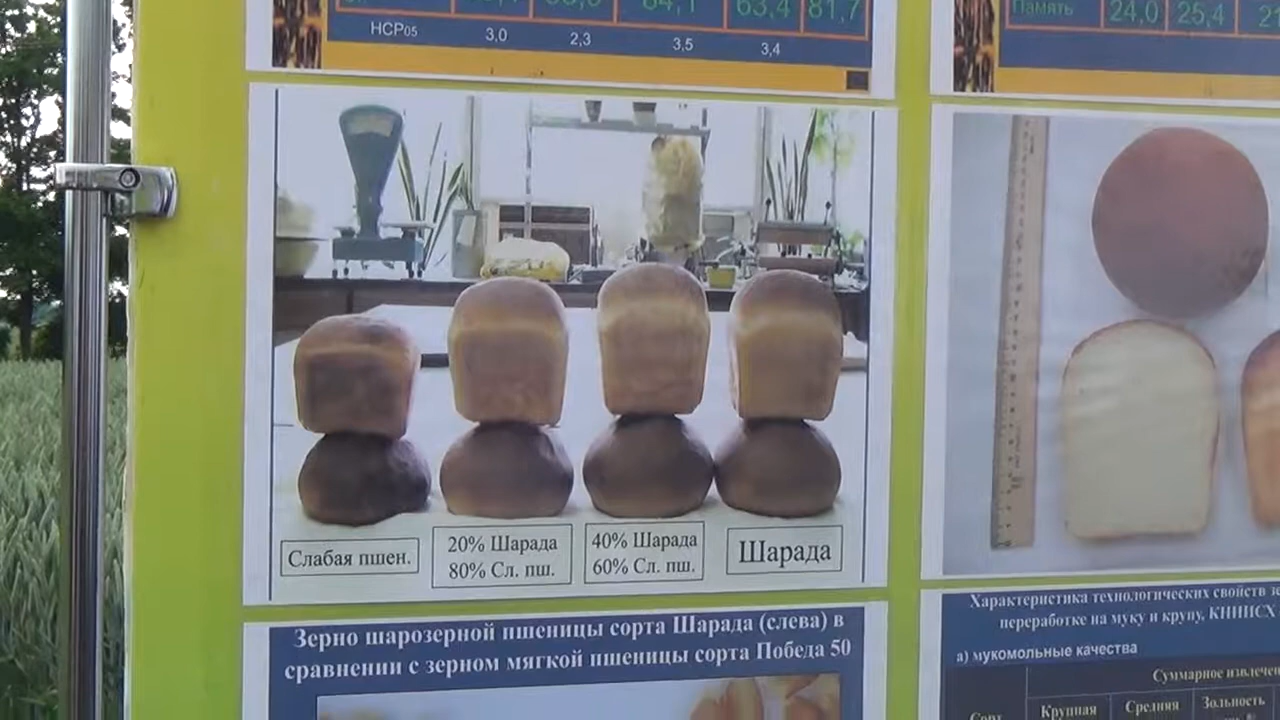 64,1 63,4 81,7
НСР05 3,0 2,3 3,5 3,4
Память 24,0 25,4
Слабая пшен.
20% Шарада
80% Сл. пш.
40% Шарада
60% Сл. пш.
Шарада
Зерно шарозерной пшеницы сорта Шарада (слева) в
сравнении с зерном мягкой пшеницы сорта Победа 50
Характеристика технологических свойств
переработке на муку и крупу, КНИИСХ
а) мукомольные качества
Суммарное
Сорт
Крупная Средняя Зольность